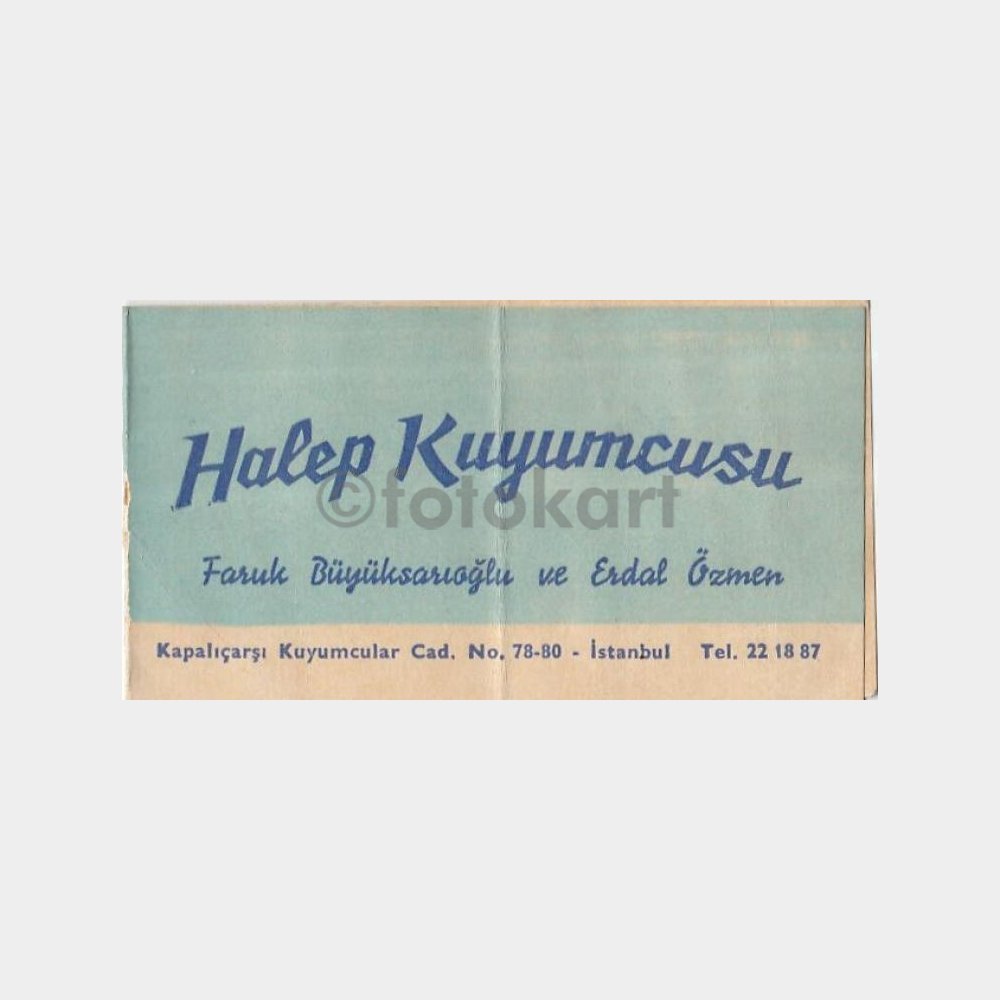 Halep Kuyumcusu
©fotokart
Faruk Büyüksarıoğlu ve Erdal Özmen
Kapalıçarşı Kuyumcular Cad. No. 78-80 - İstanbul Tel. 22 18 87